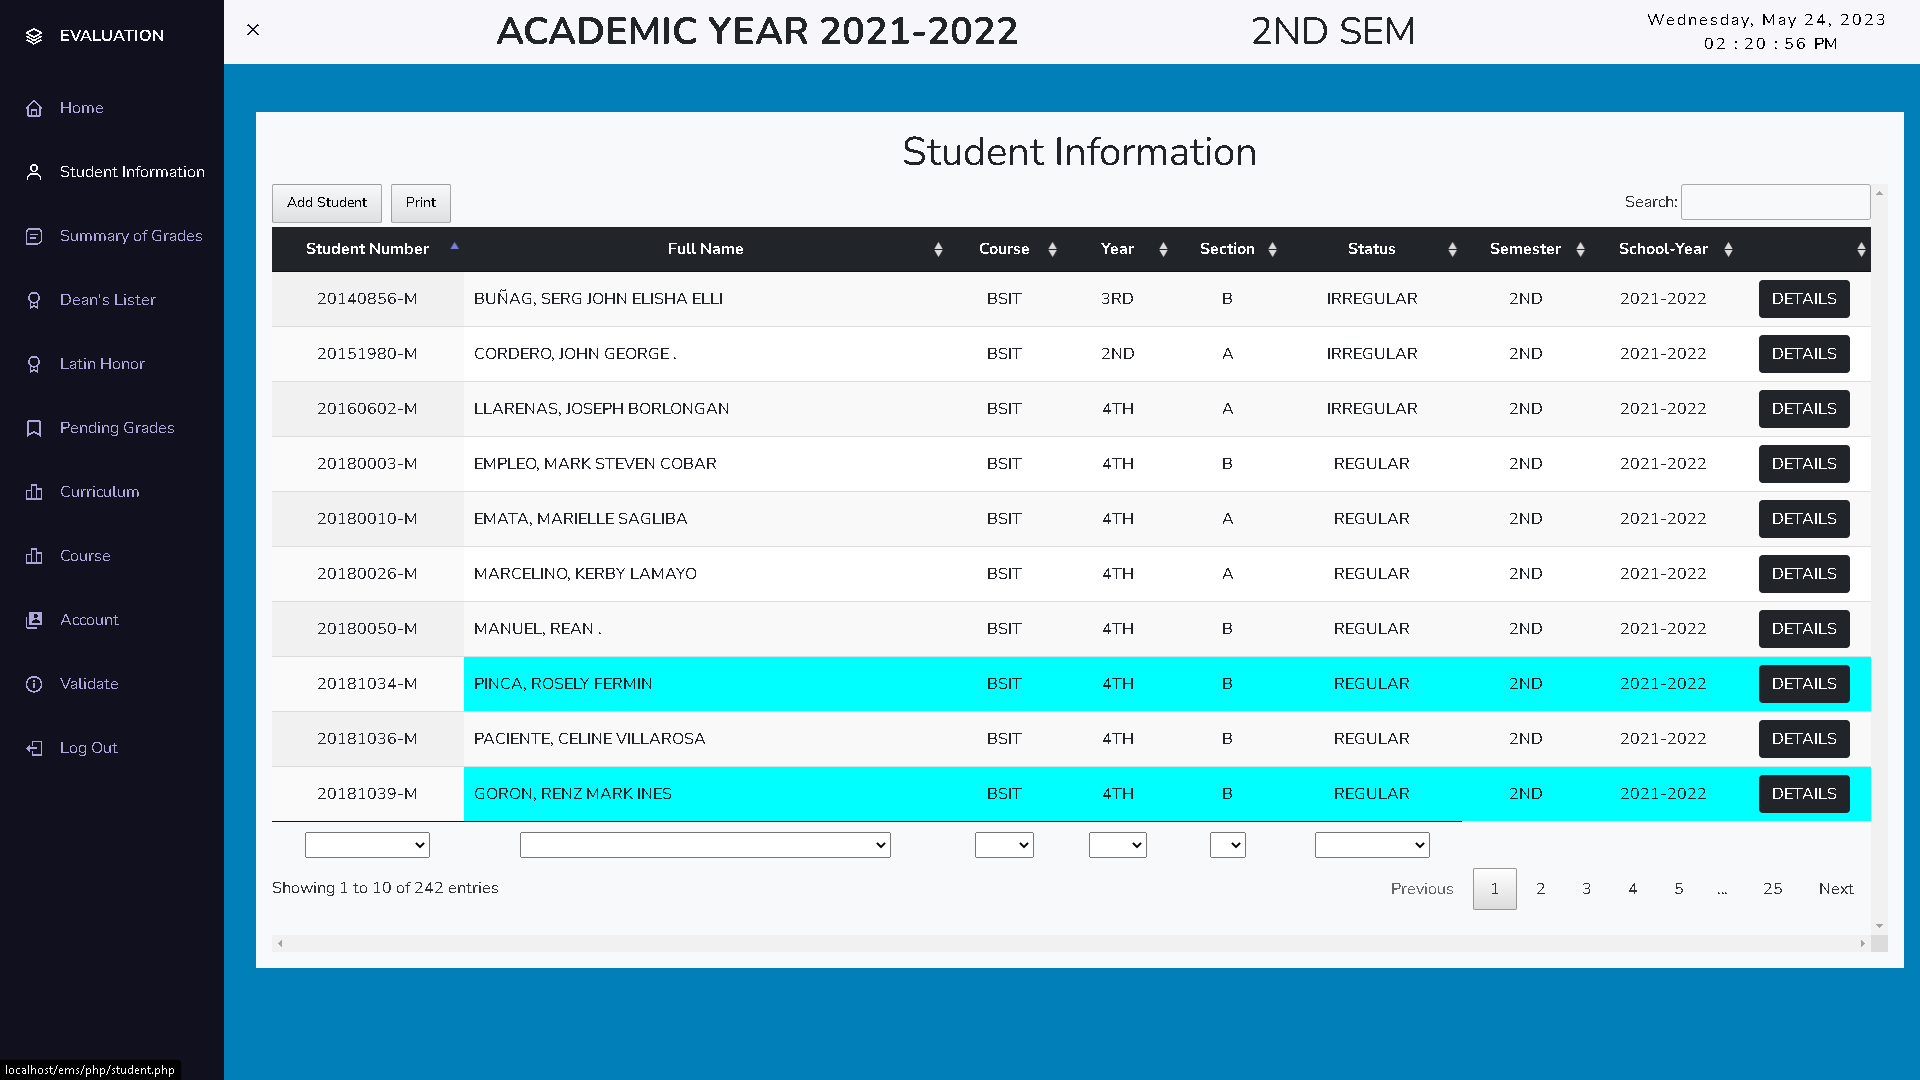 EVALUATION
Home
Student Information
Summary of Grades
Dean's Lister
Latin Honor
Pending Grades
Curriculum
Course
Account
Validate
Log Out
ACADEMIC YEAR 2021-2022
2ND SEM
Wednesday, May 24, 2023
02 : 20 : 56 PM
Student Information
Add Student Print Search:
Student Number Full Name Course Year Section Status Semester School-Year
20140856-M BUÑAG, SERG JOHN ELISHA ELLI BSIT 3RD B IRREGULAR 2ND 2021-2022 DETAILS
20151980-M CORDERO, JOHN GEORGE . BSIT 2ND A IRREGULAR 2ND 2021-2022 DETAILS
20160602-M LLARENAS, JOSEPH BORLONGAN BSIT 4TH A IRREGULAR 2ND 2021-2022 DETAILS
20180003-M EMPLEO, MARK STEVEN COBAR BSIT 4TH B REGULAR 2ND 2021-2022 DETAILS
20180010-M EMATA, MARIELLE SAGLIBA BSIT 4TH A REGULAR 2ND 2021-2022 DETAILS
20180026-M MARCELINO, KERBY LAMAYO BSIT 4TH A REGULAR 2ND 2021-2022 DETAILS
20180050-M MANUEL, REAN . BSIT 4TH B REGULAR 2ND 2021-2022 DETAILS
20181034-M PINCA, ROSELY FERMIN BSIT 4TH B REGULAR 2ND 2021-2022 DETAILS
20181036-M PACIENTE, CELINE VILLAROSA BSIT 4TH B REGULAR 2ND 2021-2022 DETAILS
20181039-M GORON, RENZ MARK INES BSIT 4TH B REGULAR 2ND 2021-2022 DETAILS
Showing 1 to 10 of 242 entries Previous 1 2 3 4 5 ... 25 Next
localhost/ems/php/student.php